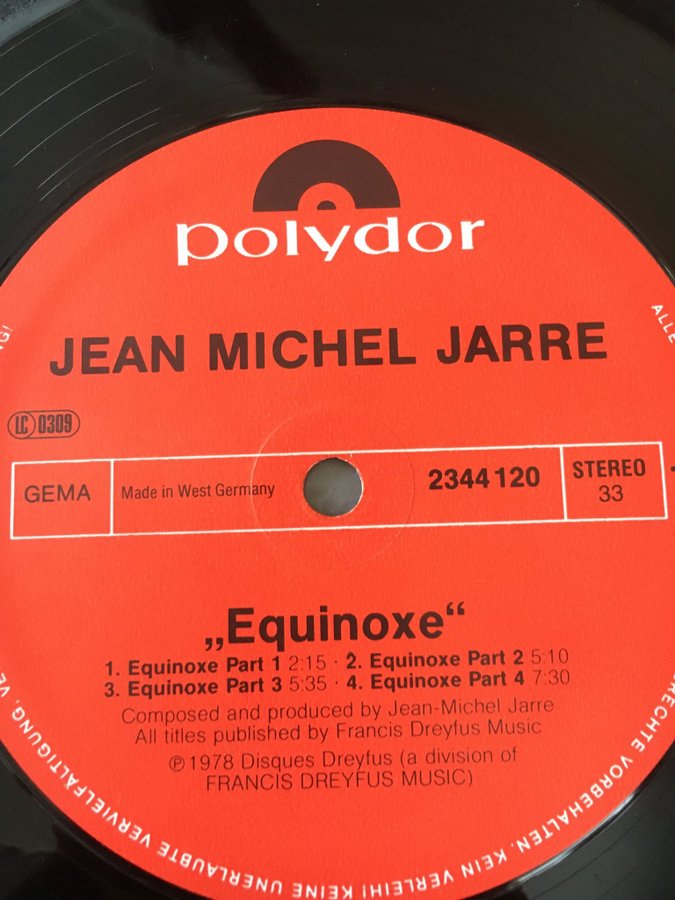 polydor
JEAN MICHEL JARRE
LC 0309
GEMA
Made in West Germany
2344 120
STEREO
33
„Equinoxe“
1. Equinoxe Part 1 2:15 · 2. Equinoxe Part 2 5:10
3. Equinoxe Part 3 5:35 · 4. Equinoxe Part 4 7:30
Composed and produced by Jean-Michel Jarre
All titles published by Francis Dreyfus Music
℗ 1978 Disques Dreyfus (a division of
FRANCIS DREYFUS MUSIC)
ALLE
RECHTE VORBEHALTEN. KEIN VERLEIH! KEINE UNERLAUBTE VERVIELFÄLTIGUNG, VE
NG!